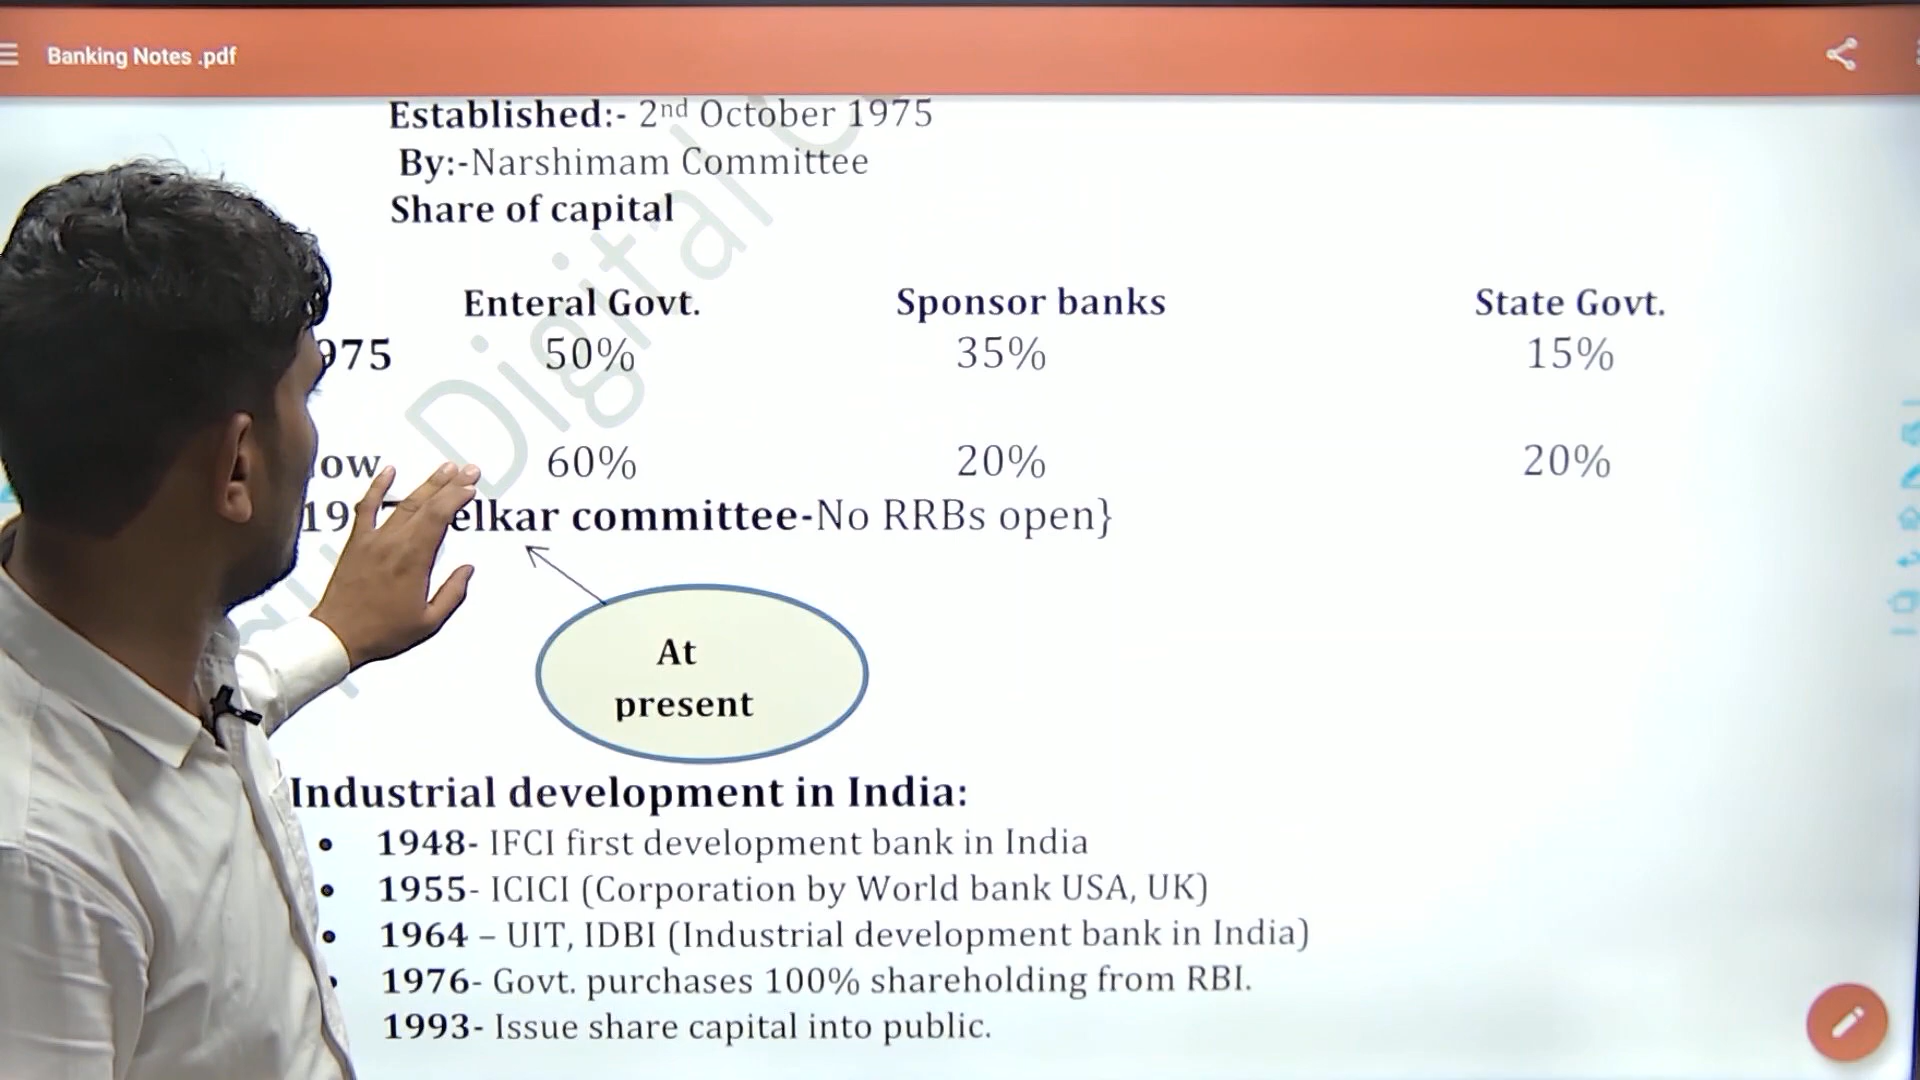 Banking Notes .pdf
Established:- 2nd October 1975
By:-Narshimam Committee
Share of capital
Enteral Govt. Sponsor banks State Govt.
975 50% 35% 15%
ow 60% 20% 20%
elkar committee-No RRBs open}
At
present
Industrial development in India:
• 1948- IFCI first development bank in India
• 1955- ICICI (Corporation by World bank USA, UK)
• 1964 – UIT, IDBI (Industrial development bank in India)
• 1976- Govt. purchases 100% shareholding from RBI.
1993- Issue share capital into public.
Digital